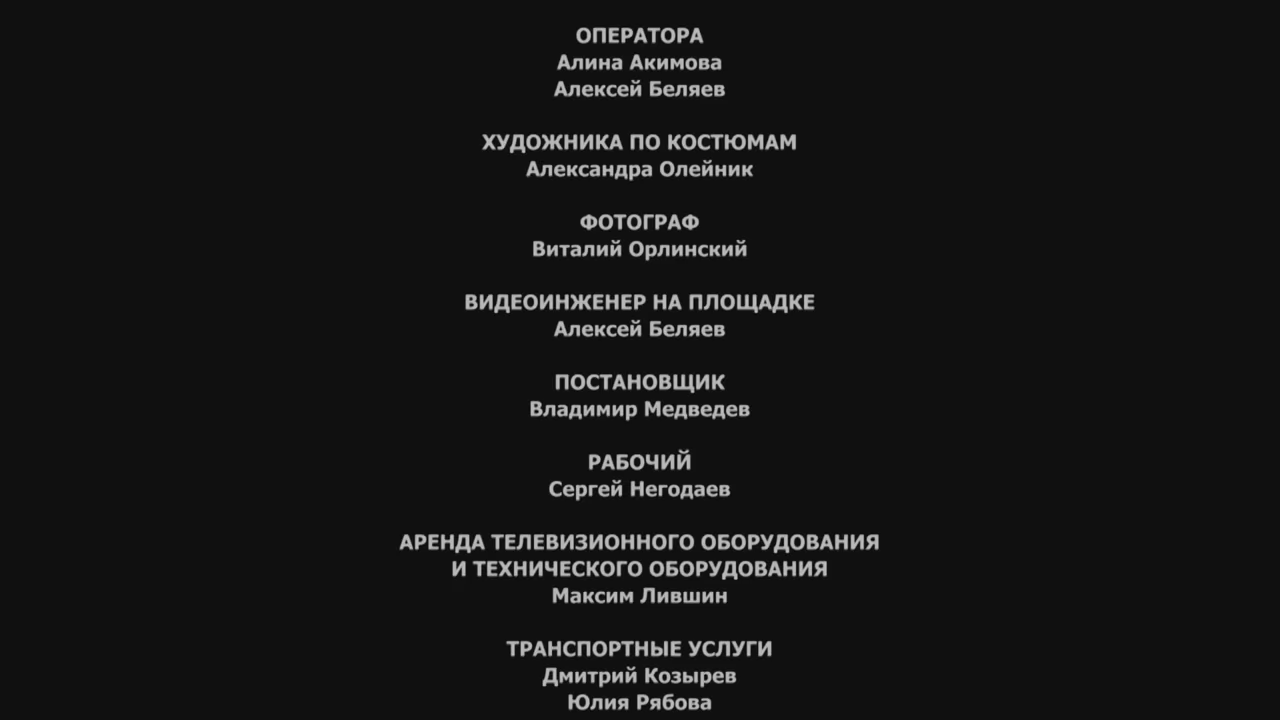 ОПЕРАТОРА
Алина Акимова
Алексей Беляев
ХУДОЖНИКА ПО КОСТЮМАМ
Александра Олейник
ФОТОГРАФ
Виталий Орлинский
ВИДЕОИНЖЕНЕР НА ПЛОЩАДКЕ
Алексей Беляев
ПОСТАНОВЩИК
Владимир Медведев
РАБОЧИЙ
Сергей Негодаев
АРЕНДА ТЕЛЕВИЗИОННОГО ОБОРУДОВАНИЯ
И ТЕХНИЧЕСКОГО ОБОРУДОВАНИЯ
Максим Лившин
ТРАНСПОРТНЫЕ УСЛУГИ
Дмитрий Козырев
Юлия Рябова